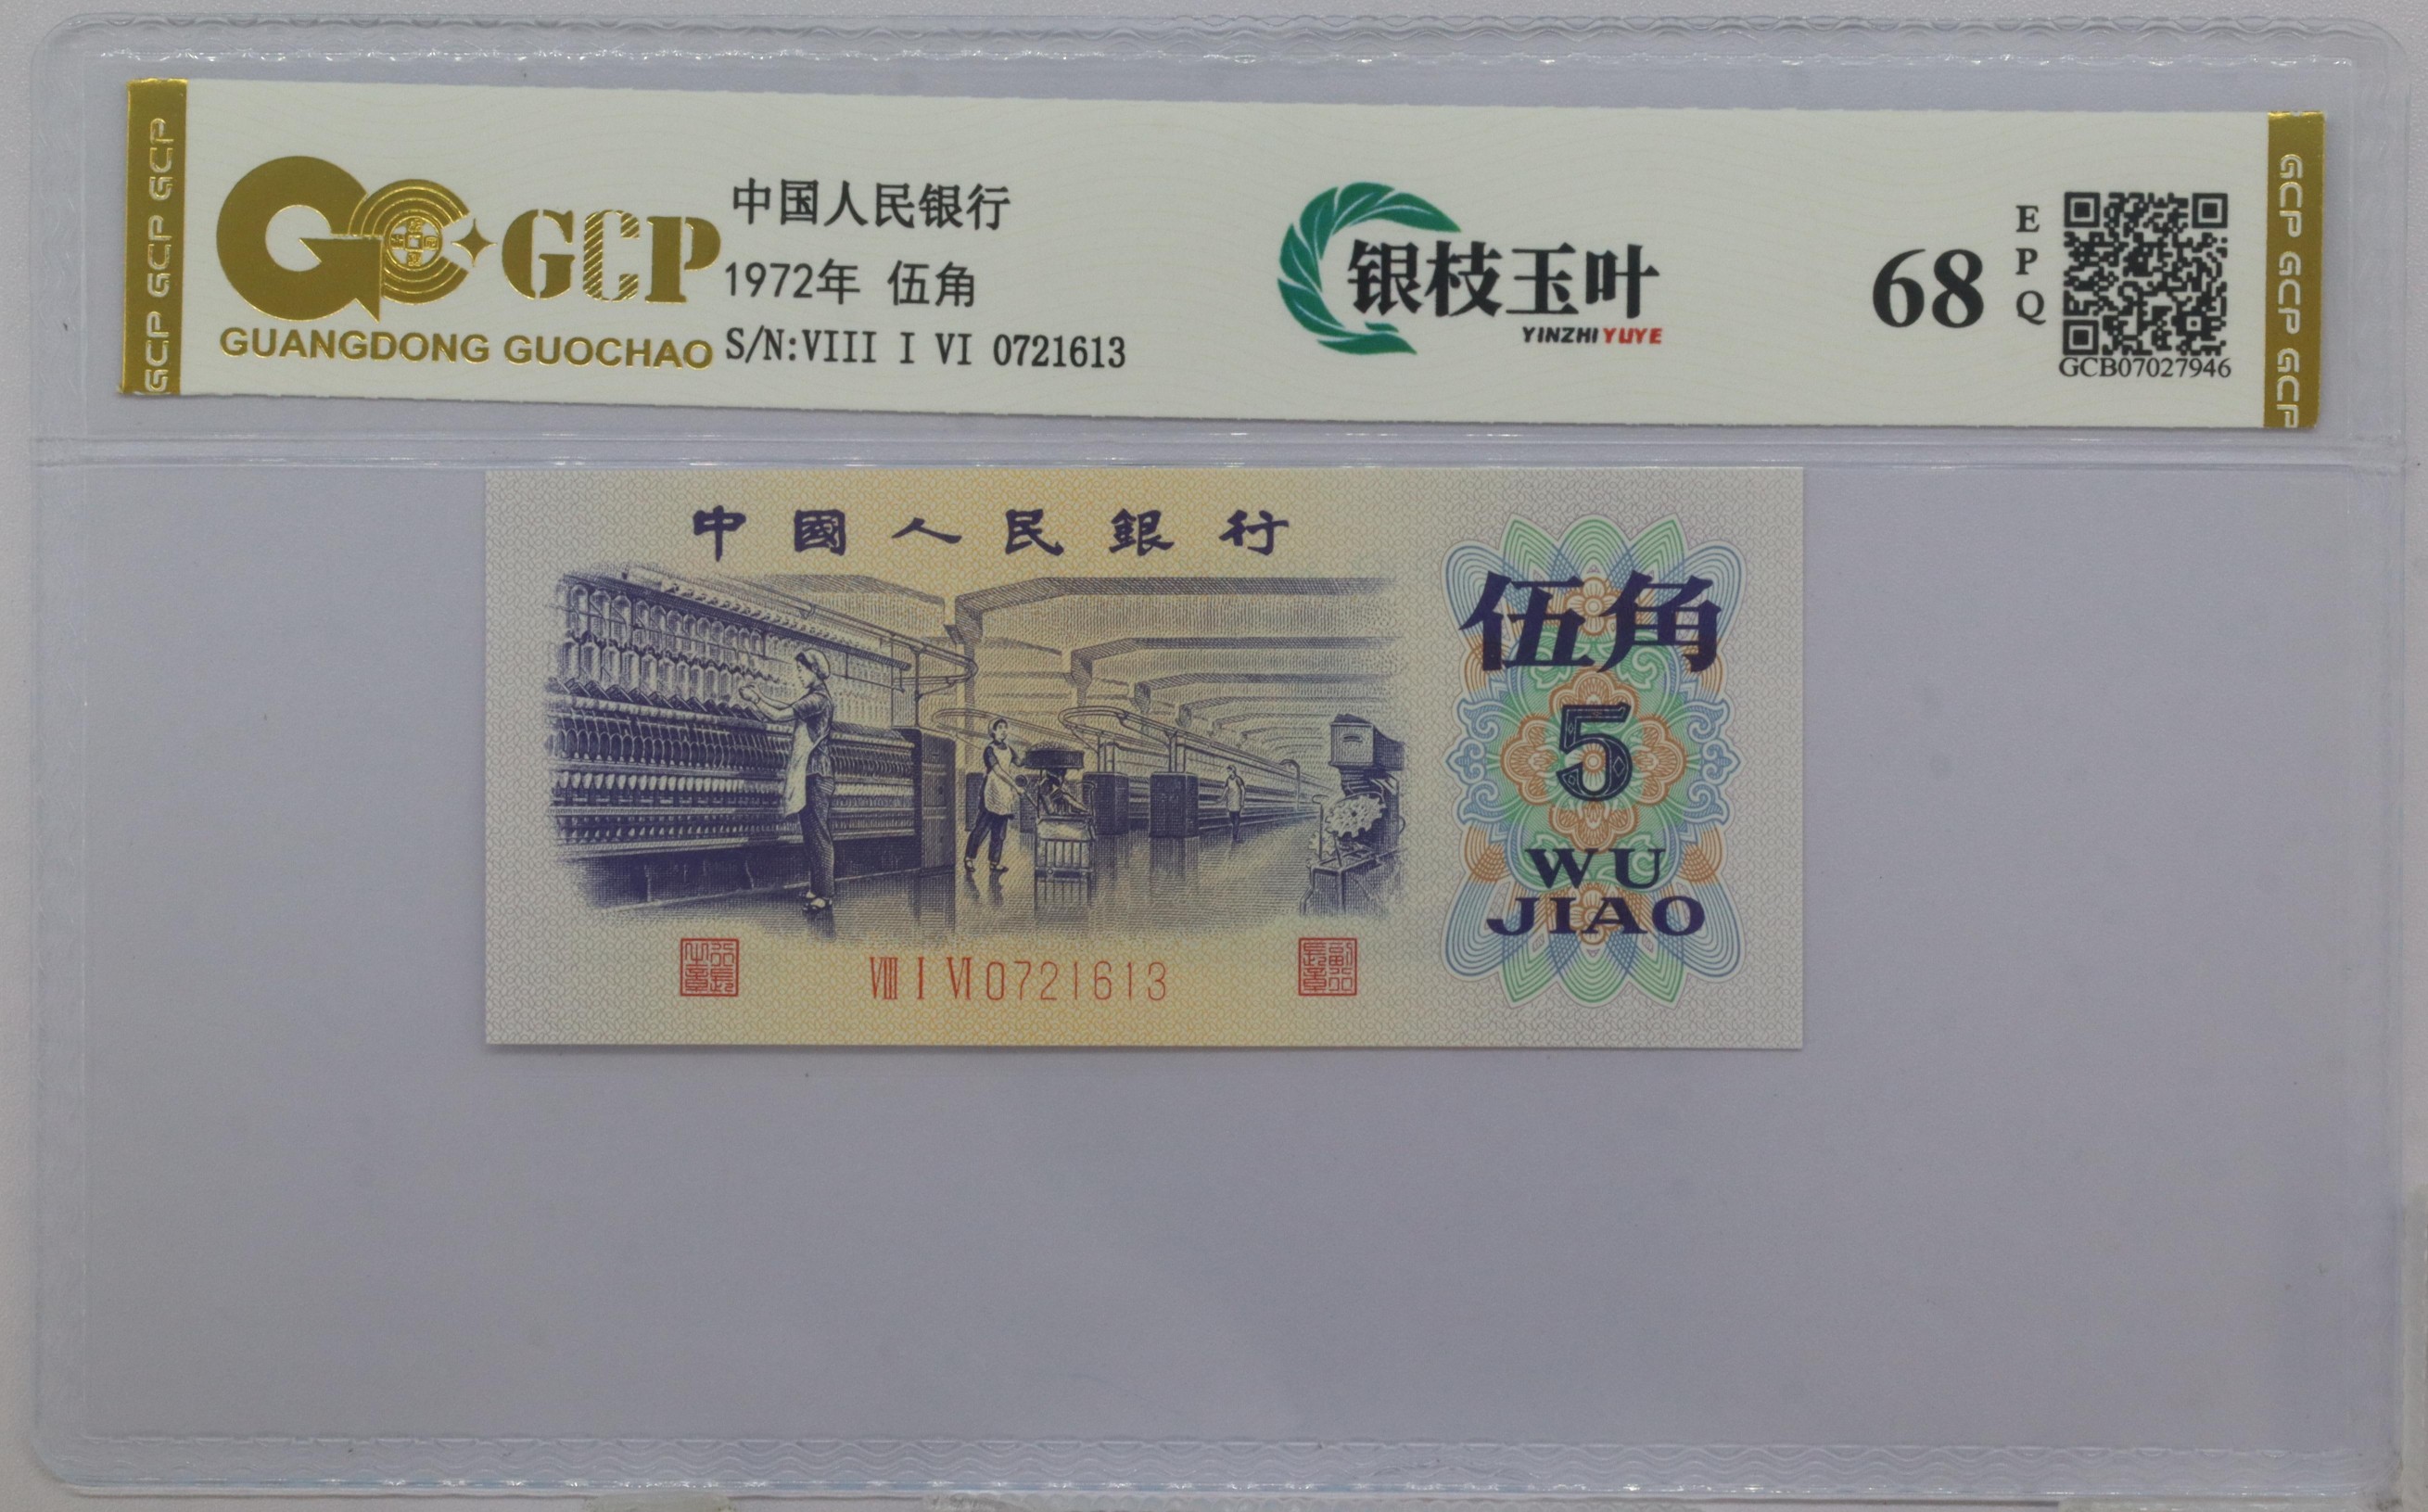 GCP GCP GCP
GCP
GUANGDONG GUOCHAO
中国人民银行
1972年 伍角
S/N:VIII I VI 0721613
银枝玉叶
YINZHIYUYE
68
EPQ
GCB07027946
GCP GCP GCP
中國人民銀行
伍角
5
WU
JIAO
VIII I VI 0721613